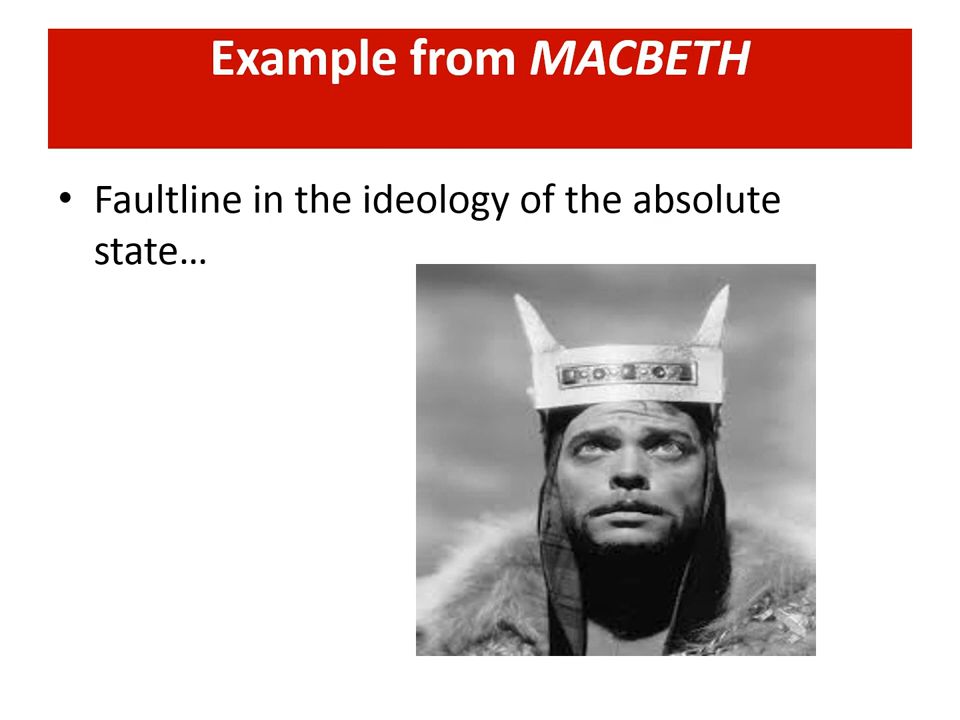 Example from MACBETH
• Faultline in the ideology of the absolute
state…